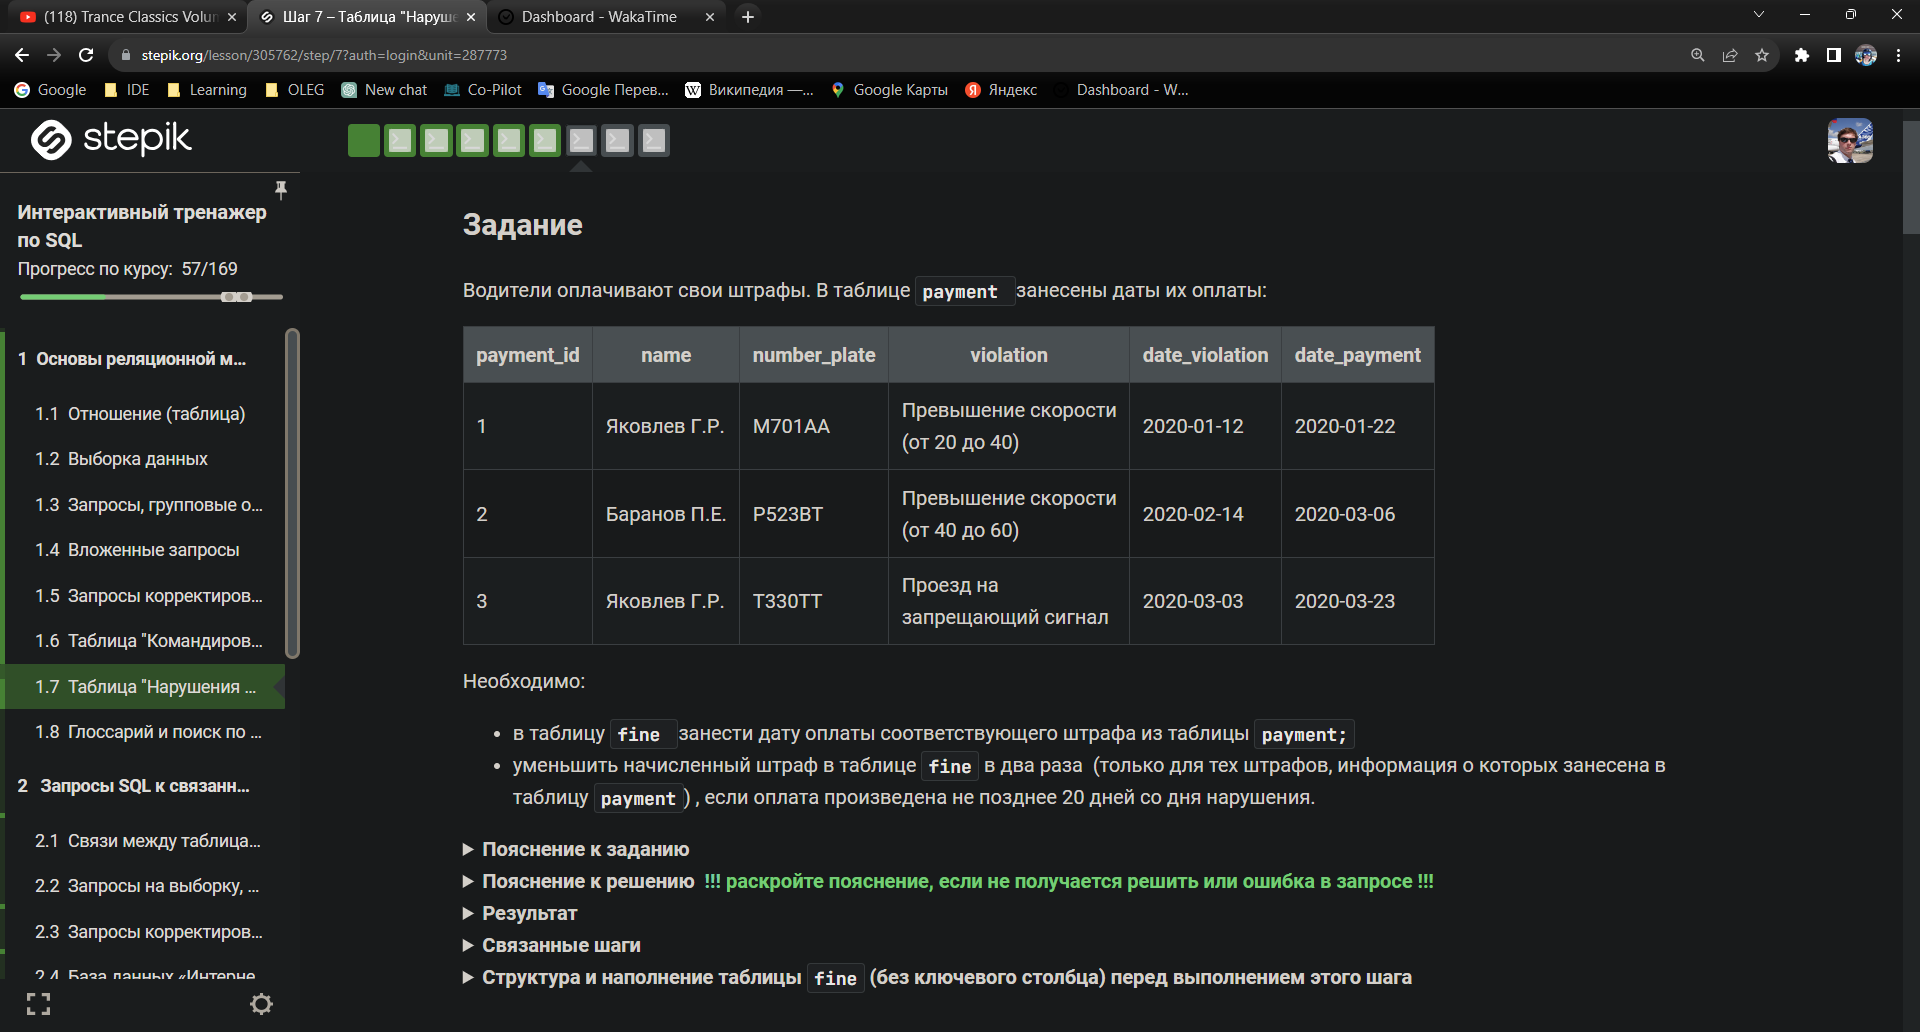 (118) Trance Classics Volum
Шаг 7 – Таблица "Наруше
Dashboard - WakaTime
stepik.org/lesson/305762/step/7?auth=login&unit=287773
Google
IDE
Learning
OLEG
New chat
Co-Pilot
Google Перев...
Википедия —...
Google Карты
Яндекс
Dashboard - W...
stepik
Интерактивный тренажер
по SQL
Прогресс по курсу: 57/169
1 Основы реляционной м...
1.1 Отношение (таблица)
1.2 Выборка данных
1.3 Запросы, групповые о...
1.4 Вложенные запросы
1.5 Запросы корректиров...
1.6 Таблица "Командиров...
1.7 Таблица "Нарушения ...
1.8 Глоссарий и поиск по ...
2 Запросы SQL к связанн...
2.1 Связи между таблица...
2.2 Запросы на выборку, ...
2.3 Запросы корректиров...
2.4 База данных «Интерне
Задание
Водители оплачивают свои штрафы. В таблице payment занесены даты их оплаты:
payment_id name number_plate violation date_violation date_payment
1 Яковлев Г.Р. М701АА Превышение скорости (от 20 до 40) 2020-01-12 2020-01-22
2 Баранов П.Е. Р523ВТ Превышение скорости (от 40 до 60) 2020-02-14 2020-03-06
3 Яковлев Г.Р. Т330ТТ Проезд на запрещающий сигнал 2020-03-03 2020-03-23
Необходимо:
• в таблицу fine занести дату оплаты соответствующего штрафа из таблицы payment;
• уменьшить начисленный штраф в таблице fine в два раза (только для тех штрафов, информация о которых занесена в
таблицу payment) , если оплата произведена не позднее 20 дней со дня нарушения.
Пояснение к заданию
Пояснение к решению !!! раскройте пояснение, если не получается решить или ошибка в запросе !!!
Результат
Связанные шаги
Структура и наполнение таблицы fine (без ключевого столбца) перед выполнением этого шага